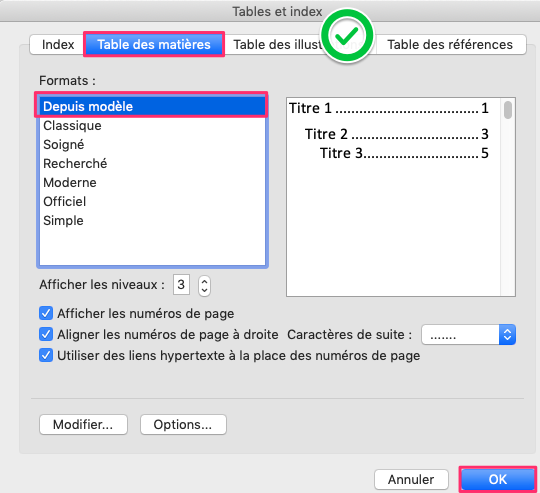 Tables et index
Index
Table des matières
Table des illust
Table des références
Formats :
Depuis modèle
Classique
Soigné
Recherché
Moderne
Officiel
Simple
Titre 1 ................................ 1
Titre 2 ............................. 3
Titre 3.......................... 5
Afficher les niveaux : 3
Afficher les numéros de page
Aligner les numéros de page à droite Caractères de suite : .......
Utiliser des liens hypertexte à la place des numéros de page
Modifier... Options...
Annuler OK